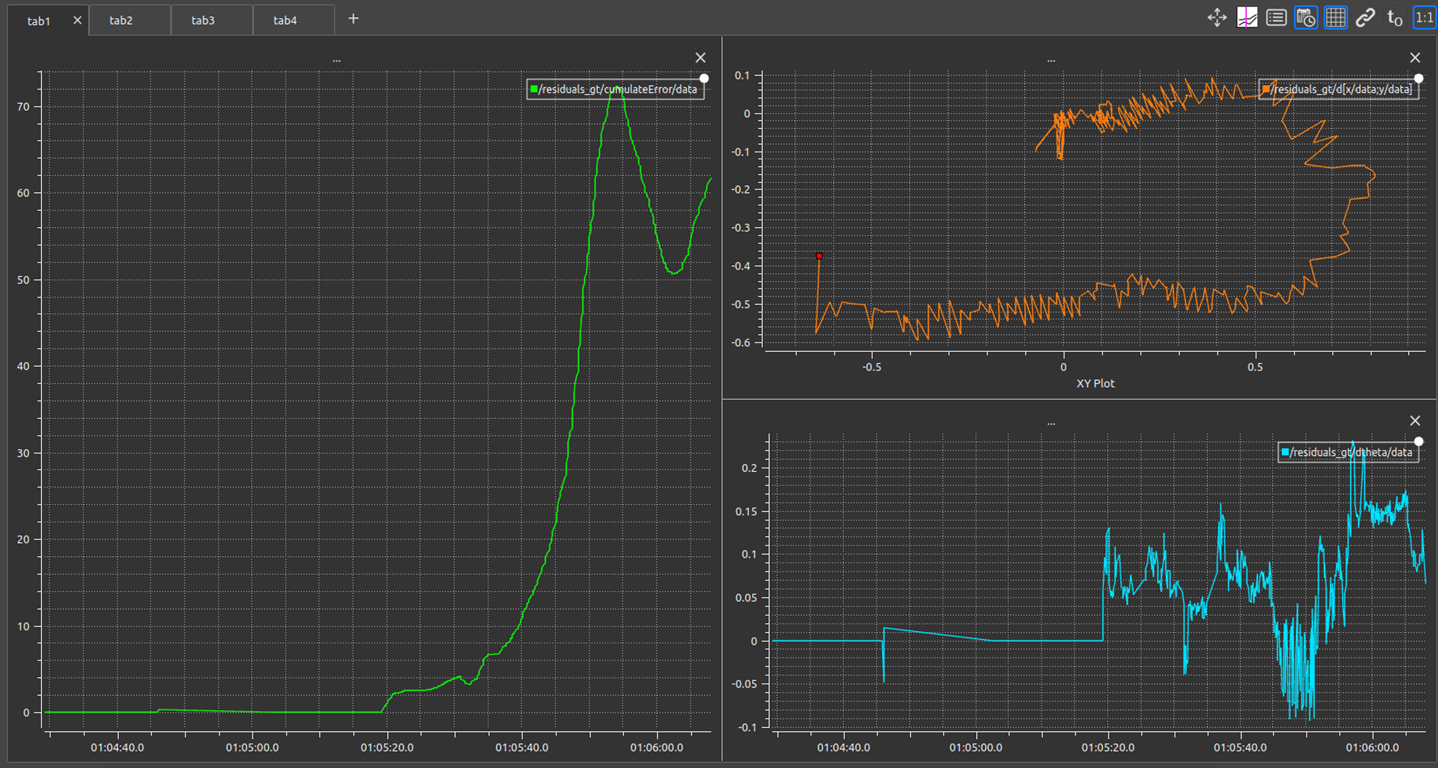 tab1 tab2 tab3 tab4 +
t0 1:1
...
/residuals_gt/cumulateError/data
70
60
50
40
30
20
10
0
01:04:40.0 01:05:00.0 01:05:20.0 01:05:40.0 01:06:00.0
...
/residuals_gt/d[x/data;y/data]
0.1
0
-0.1
-0.2
-0.3
-0.4
-0.5
-0.6
-0.5 0 0.5
XY Plot
...
/residuals_gt/dtheta/data
0.2
0.15
0.1
0.05
0
-0.05
-0.1
01:04:40.0 01:05:00.0 01:05:20.0 01:05:40.0 01:06:00.0